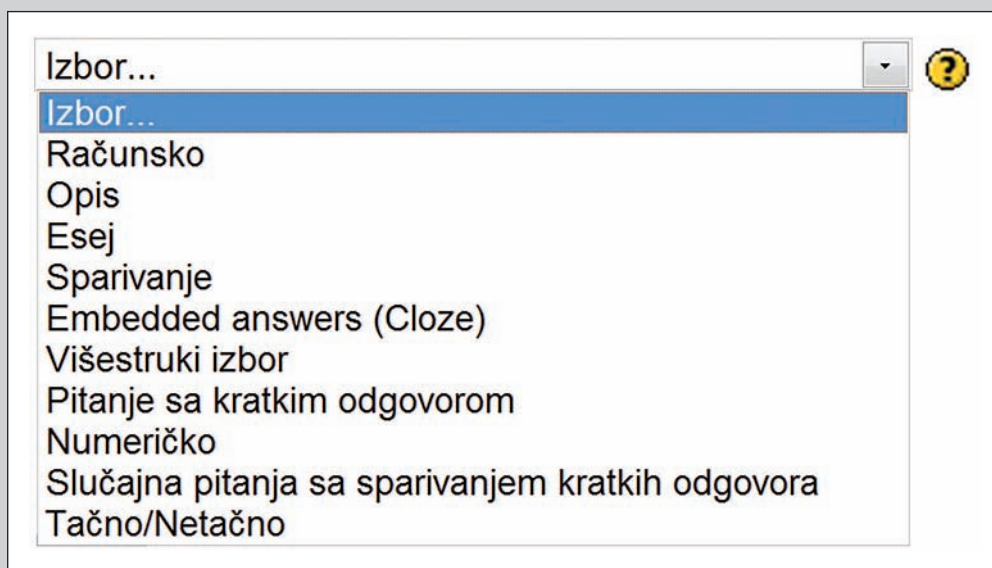 Izbor...
Izbor...
Računsko
Opis
Esej
Sparivanje
Embedded answers (Cloze)
Višestruki izbor
Pitanje sa kratkim odgovorom
Numeričko
Slučajna pitanja sa sparivanjem kratkih odgovora
Tačno/Netačno